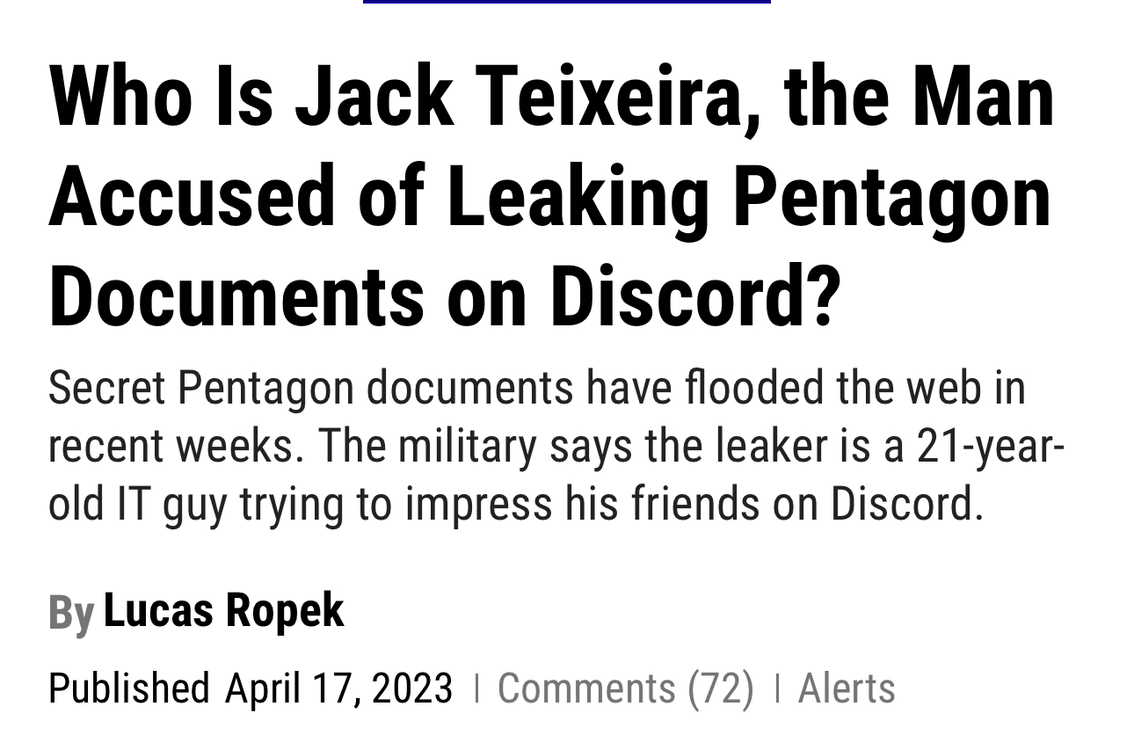 Who Is Jack Teixeira, the Man
Accused of Leaking Pentagon
Documents on Discord?
Secret Pentagon documents have flooded the web in
recent weeks. The military says the leaker is a 21-year-
old IT guy trying to impress his friends on Discord.
By Lucas Ropek
Published April 17, 2023 | Comments (72) | Alerts